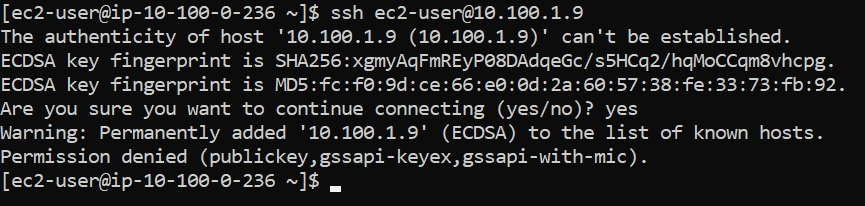 [ec2-user@ip-10-100-0-236 ~]$ ssh ec2-user@10.100.1.9
The authenticity of host '10.100.1.9 (10.100.1.9)' can't be established.
ECDSA key fingerprint is SHA256:xgmyAqFmREyP08DAdqeGc/s5HCq2/hqMoCCqm8vhcpg.
ECDSA key fingerprint is MD5:fc:f0:9d:ce:66:e0:0d:2a:60:57:38:fe:33:73:fb:92.
Are you sure you want to continue connecting (yes/no)? yes
Warning: Permanently added '10.100.1.9' (ECDSA) to the list of known hosts.
Permission denied (publickey,gssapi-keyex,gssapi-with-mic).
[ec2-user@ip-10-100-0-236 ~]$